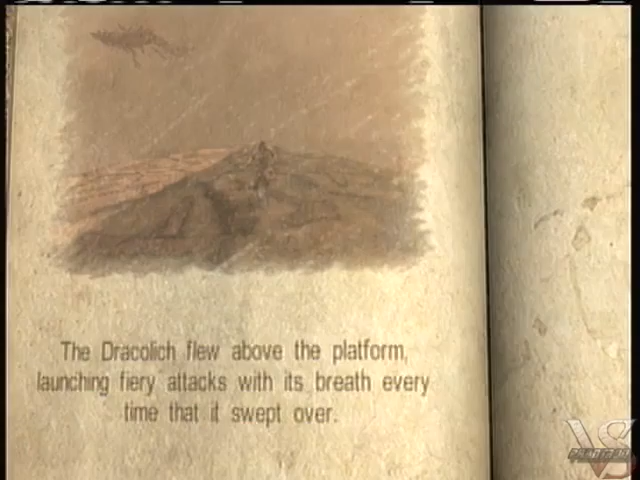 The Dracolich flew above the platform,
launching fiery attacks with its breath every
time that it swept over.